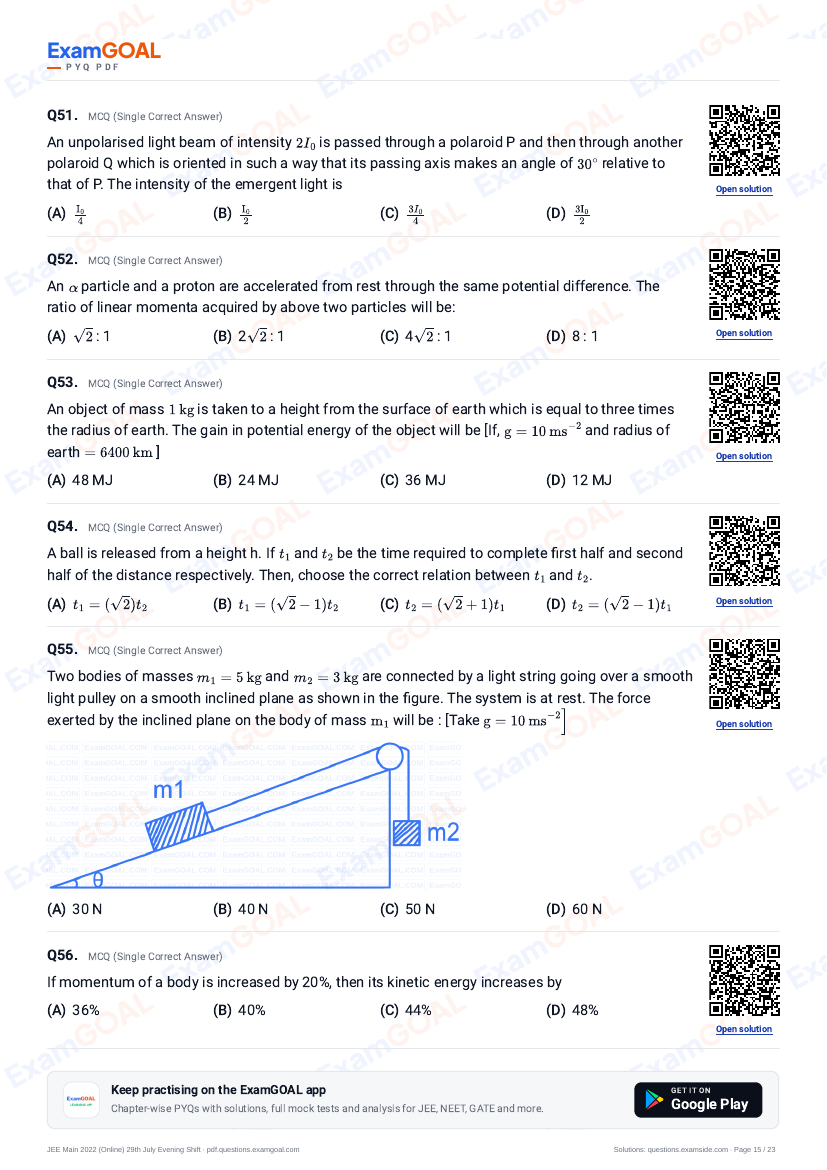 ExamGOAL
PYQ PDF
Q51. MCQ (Single Correct Answer)
An unpolarised light beam of intensity 2I₀ is passed through a polaroid P and then through another
polaroid Q which is oriented in such a way that its passing axis makes an angle of 30° relative to
that of P. The intensity of the emergent light is
(A) I₀/4 (B) I₀/2 (C) 3I₀/4 (D) 3I₀/2
Open solution
Q52. MCQ (Single Correct Answer)
An α particle and a proton are accelerated from rest through the same potential difference. The
ratio of linear momenta acquired by above two particles will be:
(A) √2 : 1 (B) 2√2 : 1 (C) 4√2 : 1 (D) 8 : 1
Open solution
Q53. MCQ (Single Correct Answer)
An object of mass 1 kg is taken to a height from the surface of earth which is equal to three times
the radius of earth. The gain in potential energy of the object will be [If, g = 10 ms⁻² and radius of
earth = 6400 km ]
(A) 48 MJ (B) 24 MJ (C) 36 MJ (D) 12 MJ
Open solution
Q54. MCQ (Single Correct Answer)
A ball is released from a height h. If t₁ and t₂ be the time required to complete first half and second
half of the distance respectively. Then, choose the correct relation between t₁ and t₂.
(A) t₁ = (√2)t₂ (B) t₁ = (√2 − 1)t₂ (C) t₂ = (√2 + 1)t₁ (D) t₂ = (√2 − 1)t₁
Open solution
Q55. MCQ (Single Correct Answer)
Two bodies of masses m₁ = 5 kg and m₂ = 3 kg are connected by a light string going over a smooth
light pulley on a smooth inclined plane as shown in the figure. The system is at rest. The force
exerted by the inclined plane on the body of mass m₁ will be : [Take g = 10 ms⁻²]
Open solution
m1
m2
θ
(A) 30 N (B) 40 N (C) 50 N (D) 60 N
Q56. MCQ (Single Correct Answer)
If momentum of a body is increased by 20%, then its kinetic energy increases by
(A) 36% (B) 40% (C) 44% (D) 48%
Open solution
Keep practising on the ExamGOAL app
Chapter-wise PYQs with solutions, full mock tests and analysis for JEE, NEET, GATE and more.
GET IT ON
Google Play
JEE Main 2022 (Online) 29th July Evening Shift · pdf.questions.examgoal.com
Solutions: questions.examside.com · Page 15 / 23